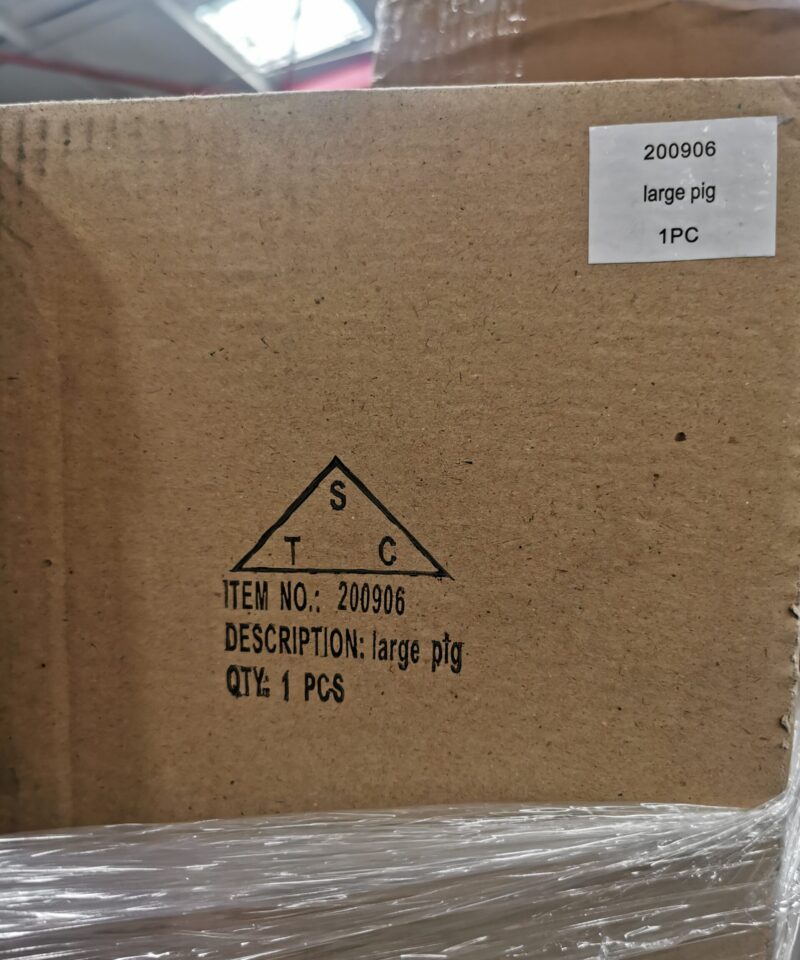 200906
large pig
1PC
S
T C
ITEM NO.: 200906
DESCRIPTION: large pig
QTY: 1 PCS